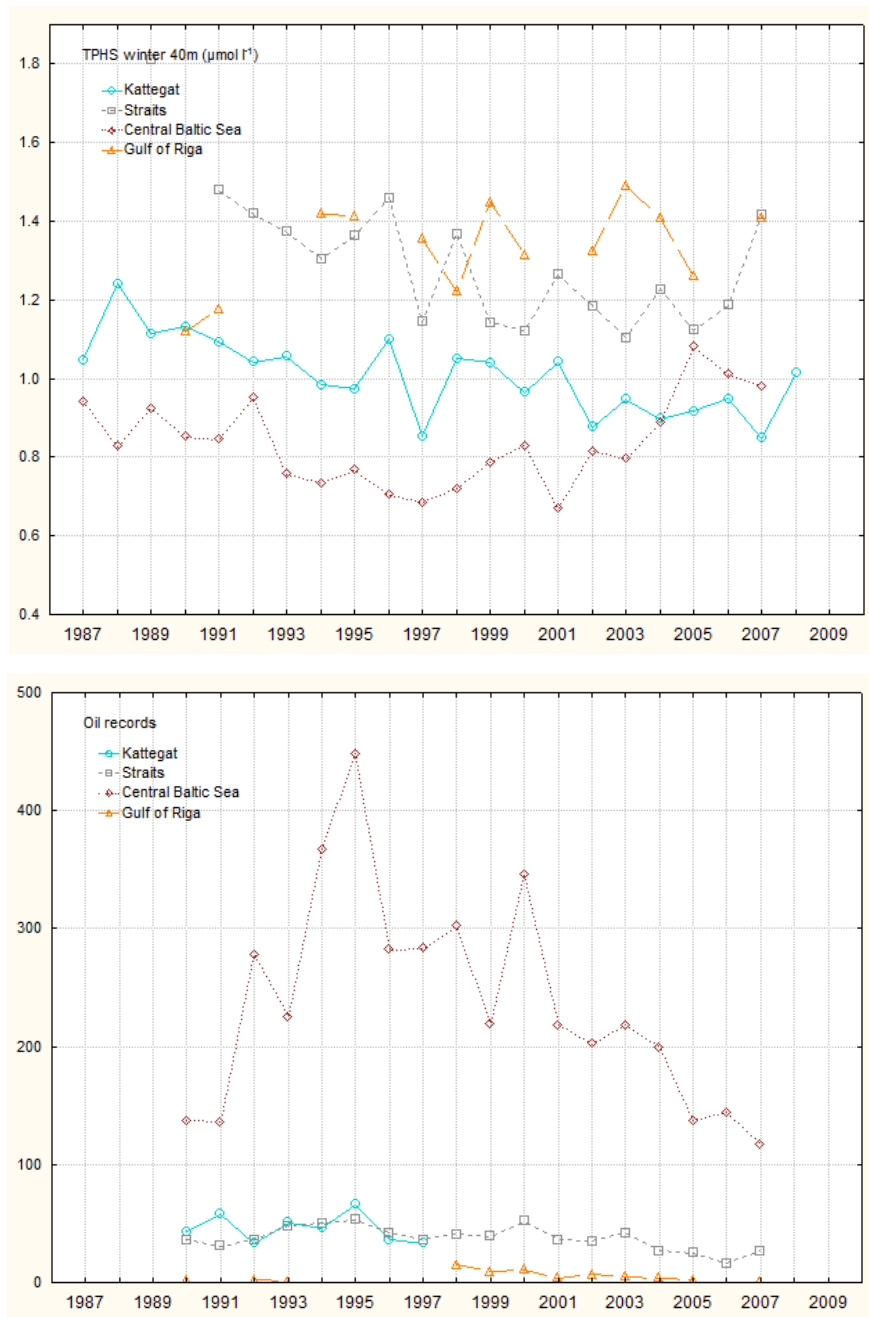 TPHS winter 40m (µmol l⁻¹)
Kattegat
Straits
Central Baltic Sea
Gulf of Riga
1.8
1.6
1.4
1.2
1.0
0.8
0.6
0.4
1987 1989 1991 1993 1995 1997 1999 2001 2003 2005 2007 2009
Oil records
Kattegat
Straits
Central Baltic Sea
Gulf of Riga
500
400
300
200
100
0
1987 1989 1991 1993 1995 1997 1999 2001 2003 2005 2007 2009